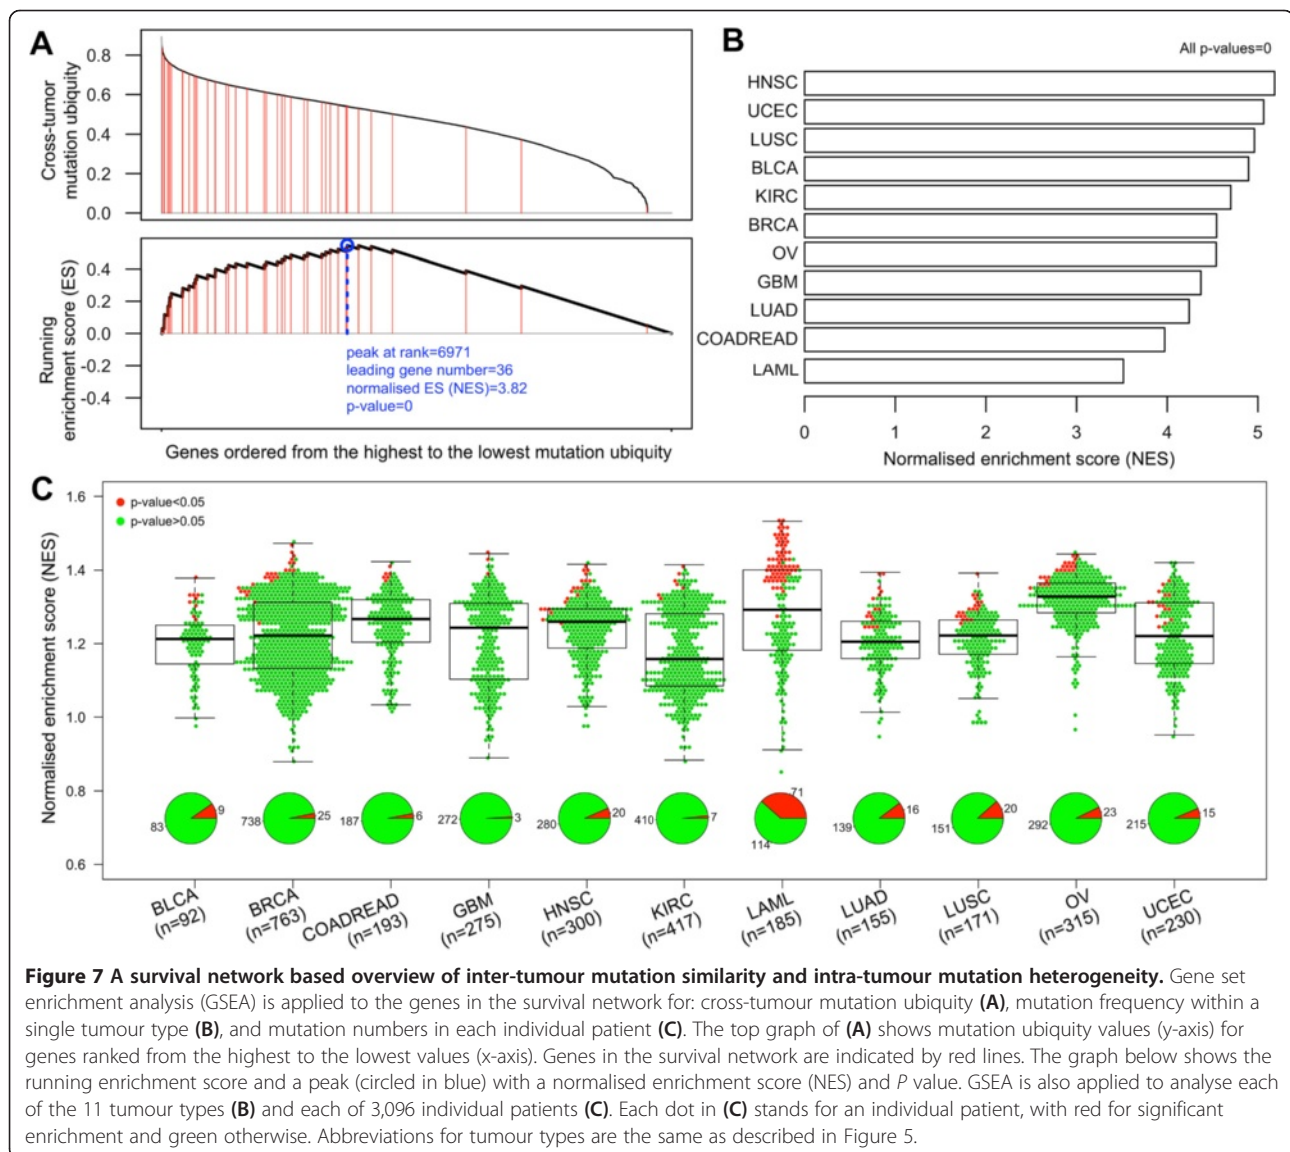 A
Cross-tumor
mutation ubiquity
0.8
0.6
0.4
0.2
0.0
Running
enrichment score (ES)
0.4
0.2
0.0
-0.2
-0.4
peak at rank=6971
leading gene number=36
normalised ES (NES)=3.82
p-value=0
Genes ordered from the highest to the lowest mutation ubiquity
B
All p-values=0
HNSC
UCEC
LUSC
BLCA
KIRC
BRCA
OV
GBM
LUAD
COADREAD
LAML
0 1 2 3 4 5
Normalised enrichment score (NES)
C
Normalised enrichment score (NES)
1.6
1.4
1.2
1.0
0.8
0.6
p-value<0.05
p-value>0.05
83 9
738 25
187 6
272 3
280 20
410 7
114 71
139 16
151 20
292 23
215 15
BLCA
(n=92)
BRCA
(n=763)
COADREAD
(n=193)
GBM
(n=275)
HNSC
(n=300)
KIRC
(n=417)
LAML
(n=185)
LUAD
(n=155)
LUSC
(n=171)
OV
(n=315)
UCEC
(n=230)
Figure 7 A survival network based overview of inter-tumour mutation similarity and intra-tumour mutation heterogeneity. Gene set
enrichment analysis (GSEA) is applied to the genes in the survival network for: cross-tumour mutation ubiquity (A), mutation frequency within a
single tumour type (B), and mutation numbers in each individual patient (C). The top graph of (A) shows mutation ubiquity values (y-axis) for
genes ranked from the highest to the lowest values (x-axis). Genes in the survival network are indicated by red lines. The graph below shows the
running enrichment score and a peak (circled in blue) with a normalised enrichment score (NES) and P value. GSEA is also applied to analyse each
of the 11 tumour types (B) and each of 3,096 individual patients (C). Each dot in (C) stands for an individual patient, with red for significant
enrichment and green otherwise. Abbreviations for tumour types are the same as described in Figure 5.